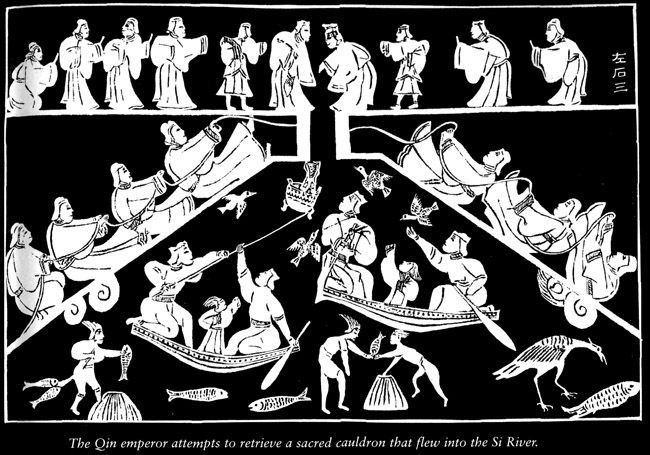 左石三
The Qin emperor attempts to retrieve a sacred cauldron that flew into the Si River.